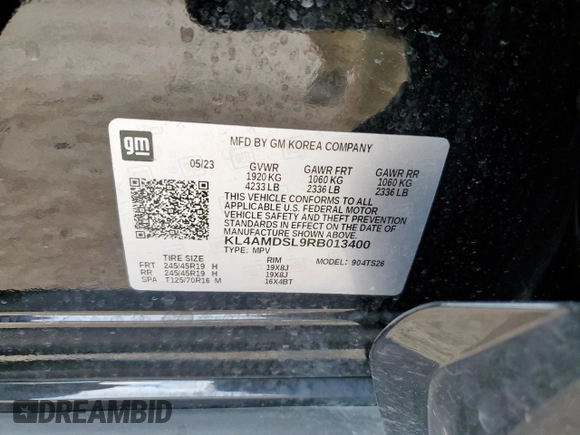 gm
MFD BY GM KOREA COMPANY
05/23 GVWR GAWR FRT GAWR RR
1920 KG 1060 KG 1060 KG
4233 LB 2336 LB 2336 LB
THIS VEHICLE CONFORMS TO ALL
APPLICABLE U.S. FEDERAL MOTOR
VEHICLE SAFETY AND THEFT PREVENTION
STANDARDS IN EFFECT ON THE DATE OF
MANUFACTURE SHOWN ABOVE.
KL4AMDSL9RB013400
TYPE: MPV MODEL: 904TS26
TIRE SIZE RIM
FRT 245/45R19 H 19X8J
RR 245/45R19 H 19X8J
SPA T125/70R16 M 16X4BT
DREAMBID